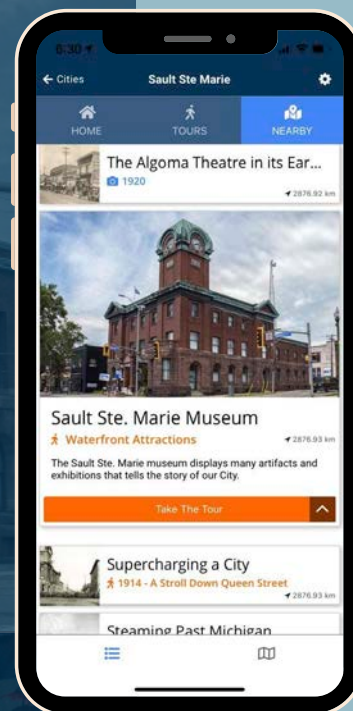 6:30
Cities
Sault Ste Marie
HOME
TOURS
NEARBY
The Algoma Theatre in its Ear...
1920
2876.92 km
Sault Ste. Marie Museum
Waterfront Attractions
2876.93 km
The Sault Ste. Marie museum displays many artifacts and
exhibitions that tells the story of our City.
Take The Tour
Supercharging a City
1914 - A Stroll Down Queen Street
2876.93 km
Steaming Past Michigan